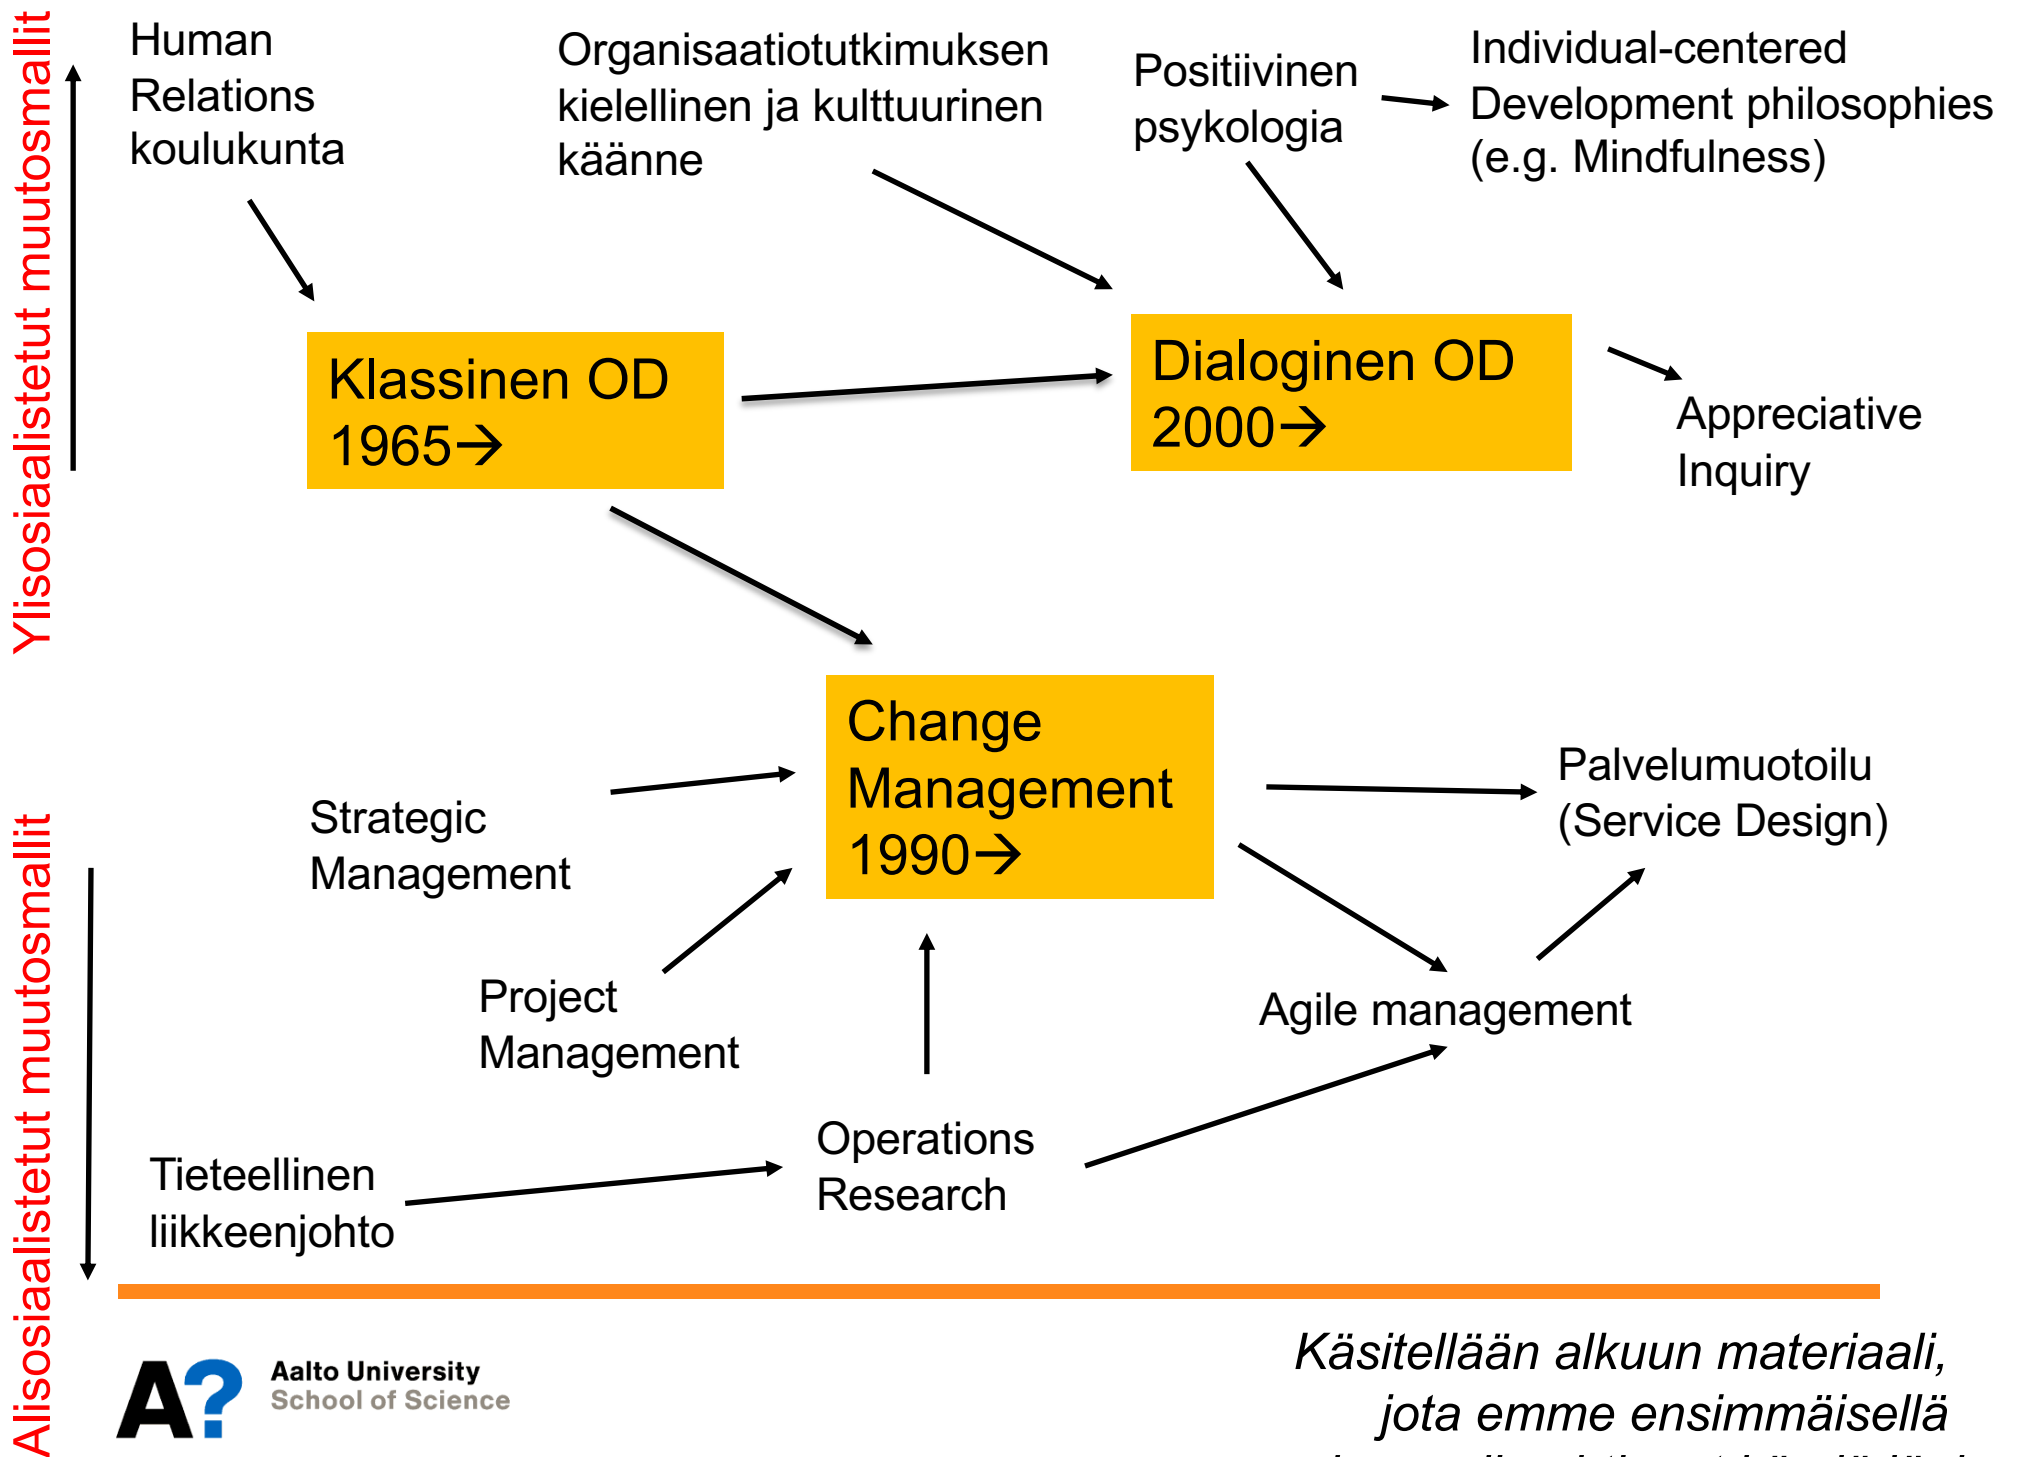 Ylisosiaalistetut muutosmallit
Human
Relations
koulukunta
Organisaatiotutkimuksen
kielellinen ja kulttuurinen
käänne
Positiivinen
psykologia
Individual-centered
Development philosophies
(e.g. Mindfulness)
Klassinen OD
1965→
Dialoginen OD
2000→
Appreciative
Inquiry
Change
Management
1990→
Strategic
Management
Palvelumuotoilu
(Service Design)
Alisosiaalistetut muutosmallit
Project
Management
Agile management
Operations
Research
Tieteellinen
liikkeenjohto
A?
Aalto University
School of Science
Käsitellään alkuun materiaali,
jota emme ensimmäisellä